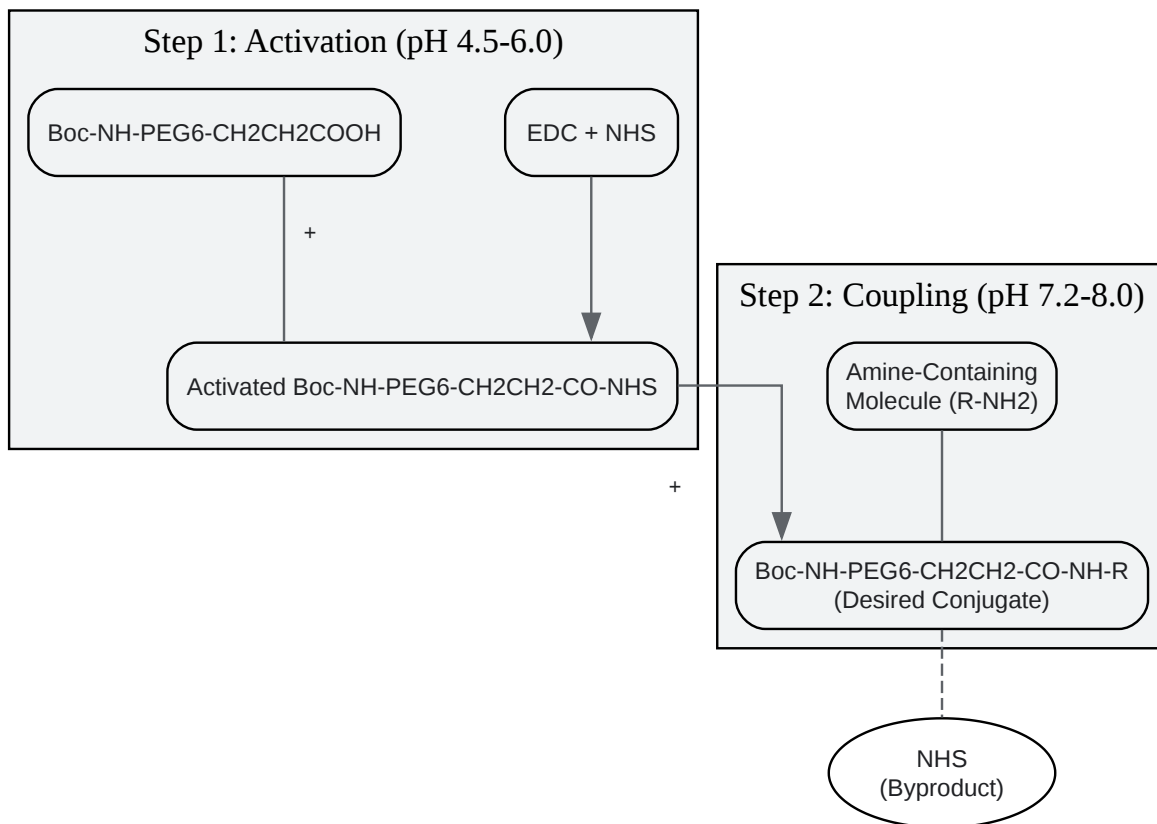 Step 1: Activation (pH 4.5-6.0)
Boc-NH-PEG6-CH2CH2COOH
EDC + NHS
+
Activated Boc-NH-PEG6-CH2CH2-CO-NHS
+
Step 2: Coupling (pH 7.2-8.0)
Amine-Containing
Molecule (R-NH2)
Boc-NH-PEG6-CH2CH2-CO-NH-R
(Desired Conjugate)
NHS
(Byproduct)